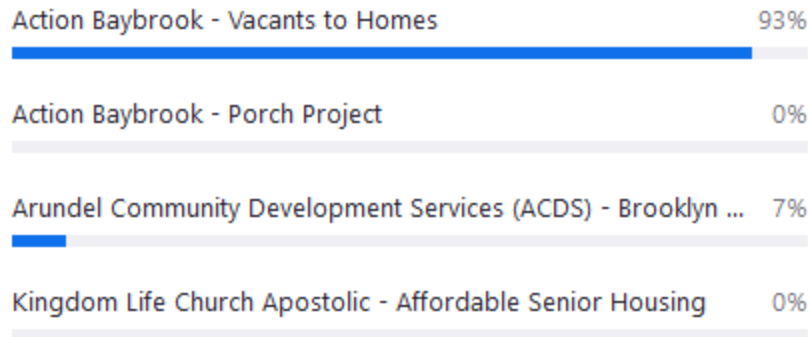 Action Baybrook - Vacants to Homes 93%
Action Baybrook - Porch Project 0%
Arundel Community Development Services (ACDS) - Brooklyn ... 7%
Kingdom Life Church Apostolic - Affordable Senior Housing 0%